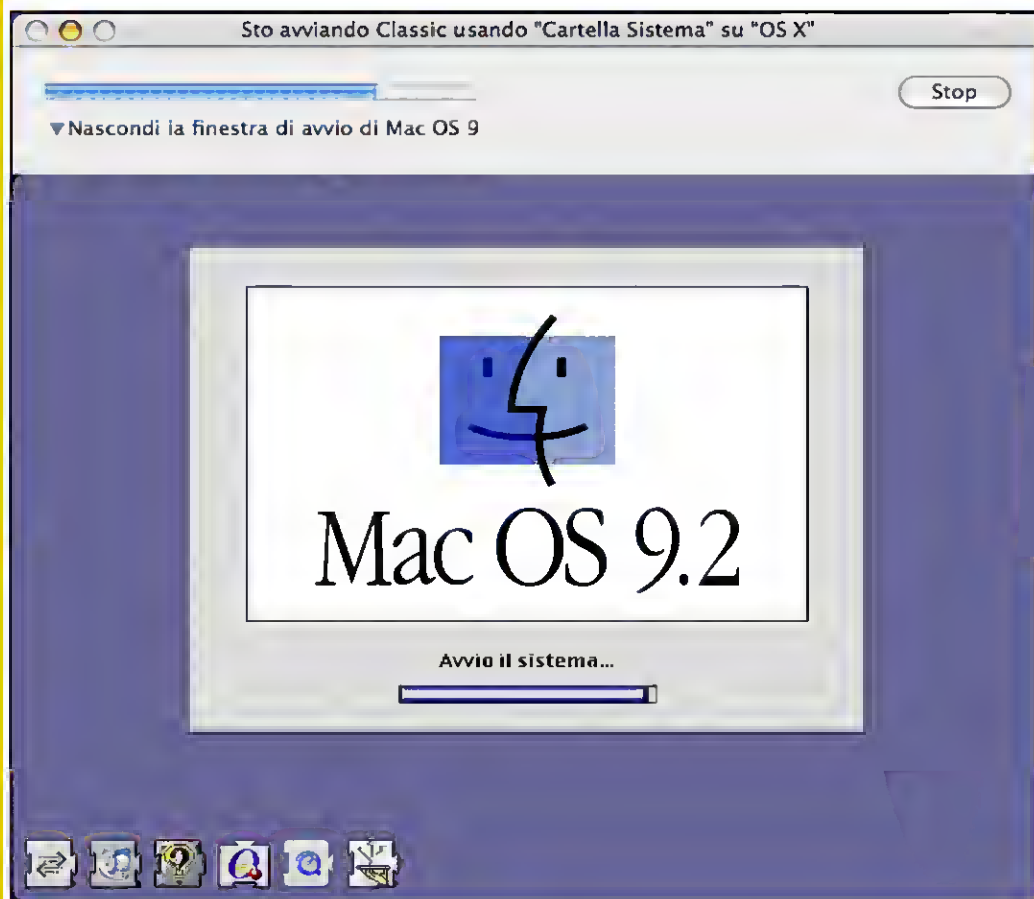 Sto avviando Classic usando "Cartella Sistema" su "OS X"
Stop
Nascondi la finestra di avvio di Mac OS 9
Mac OS 9.2
Avvio il sistema...